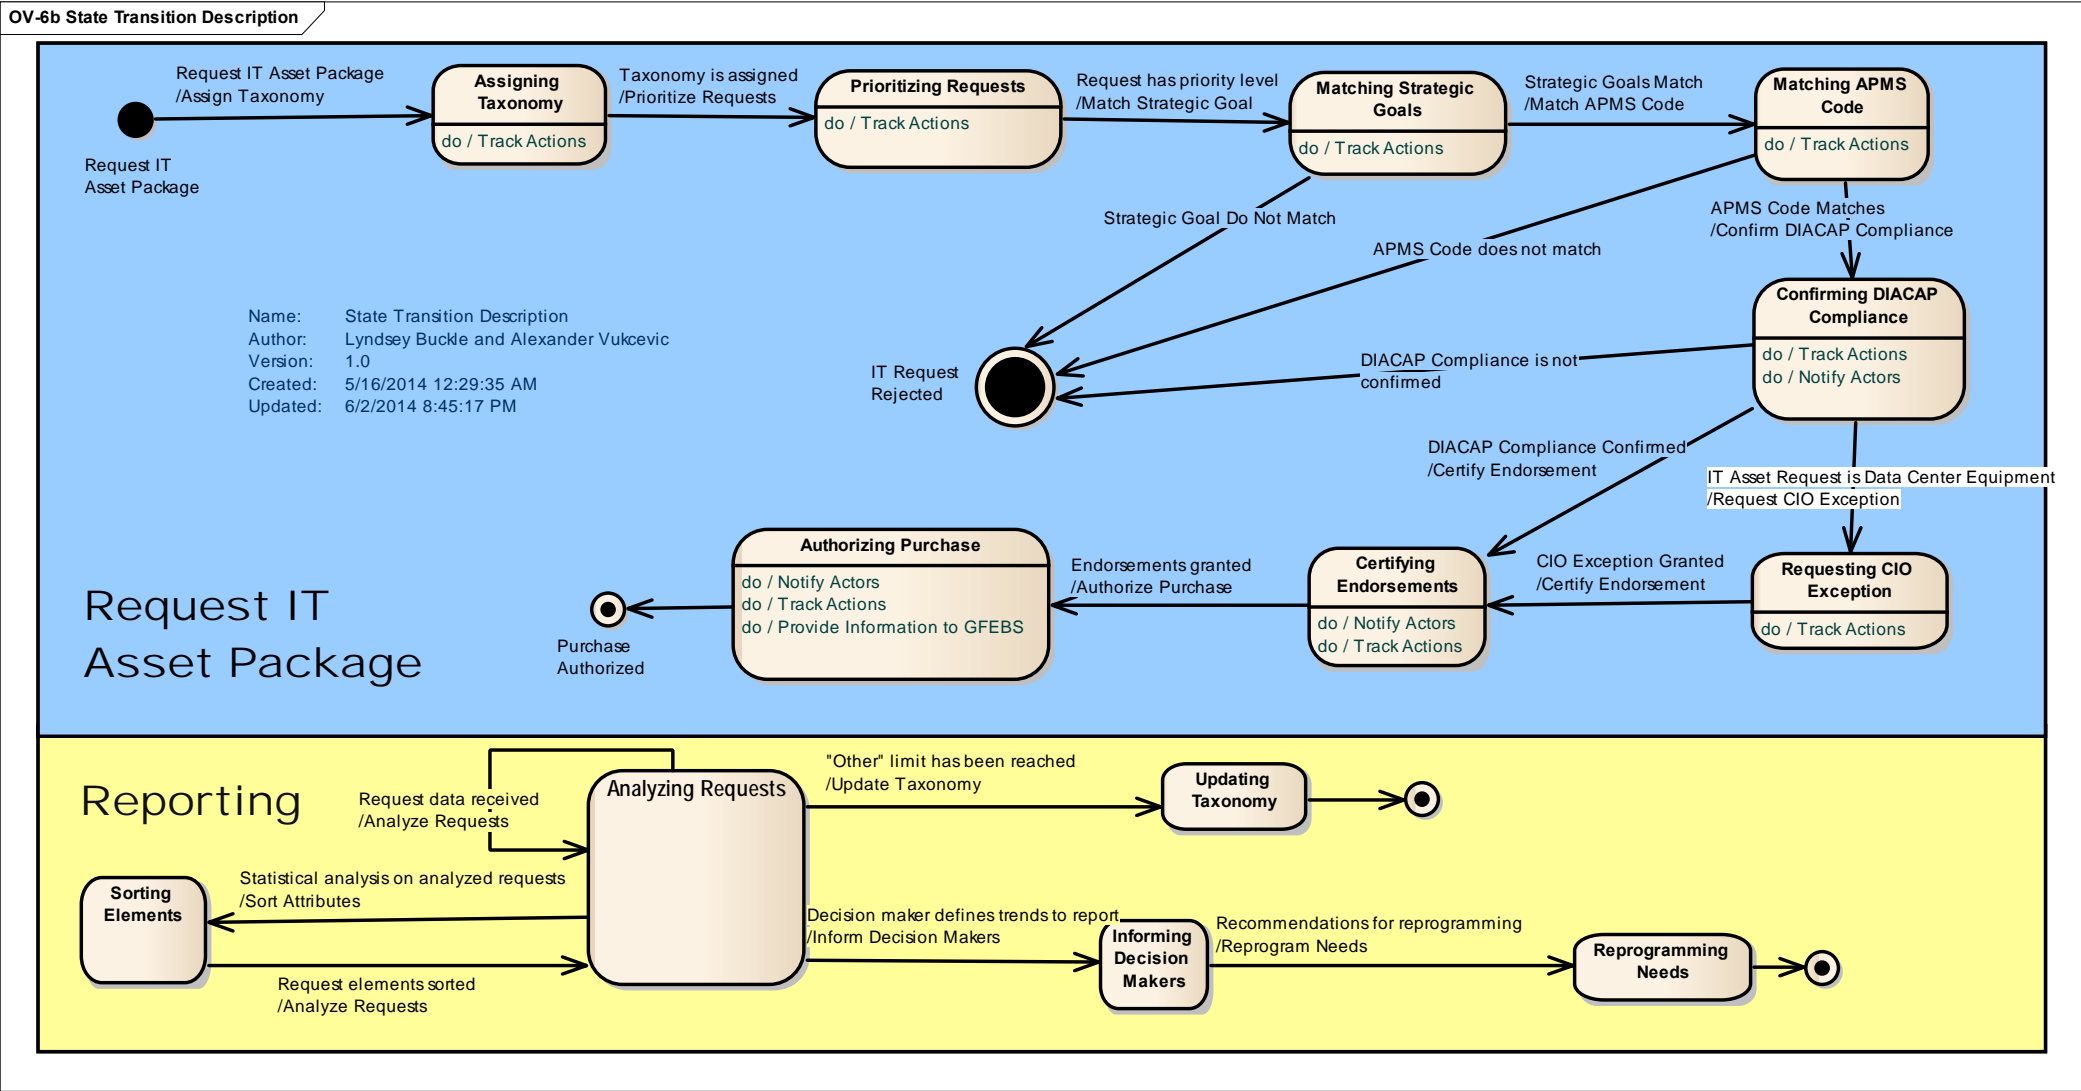 OV-6b State Transition Description
Request IT Asset Package
/Assign Taxonomy
Request IT
Asset Package
Assigning
Taxonomy
do / Track Actions
Taxonomy is assigned
/Prioritize Requests
Prioritizing Requests
do / Track Actions
Request has priority level
/Match Strategic Goal
Matching Strategic
Goals
do / Track Actions
Strategic Goals Match
/Match APMS Code
Matching APMS
Code
do / Track Actions
Strategic Goal Do Not Match
APMS Code does not match
APMS Code Matches
/Confirm DIACAP Compliance
Name: State Transition Description
Author: Lyndsey Buckle and Alexander Vukcevic
Version: 1.0
Created: 5/16/2014 12:29:35 AM
Updated: 6/2/2014 8:45:17 PM
IT Request
Rejected
DIACAP Compliance is not
confirmed
Confirming DIACAP
Compliance
do / Track Actions
do / Notify Actors
DIACAP Compliance Confirmed
/Certify Endorsement
IT Asset Request is Data Center Equipment
/Request CIO Exception
Request IT
Asset Package
Purchase
Authorized
Authorizing Purchase
do / Notify Actors
do / Track Actions
do / Provide Information to GFEBS
Endorsements granted
/Authorize Purchase
Certifying
Endorsements
do / Notify Actors
do / Track Actions
CIO Exception Granted
/Certify Endorsement
Requesting CIO
Exception
do / Track Actions
Reporting
Request data received
/Analyze Requests
Analyzing Requests
"Other" limit has been reached
/Update Taxonomy
Updating
Taxonomy
Sorting
Elements
Statistical analysis on analyzed requests
/Sort Attributes
Request elements sorted
/Analyze Requests
Decision maker defines trends to report
/Inform Decision Makers
Informing
Decision
Makers
Recommendations for reprogramming
/Reprogram Needs
Reprogramming
Needs